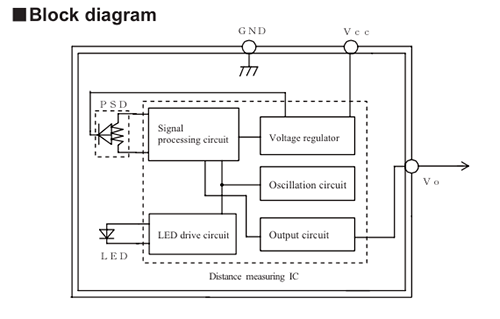 ■Block diagram
GND
Vcc
PSD
Signal
processing circuit
Voltage regulator
Oscillation circuit
Vo
LED drive circuit
Output circuit
LED
Distance measuring IC